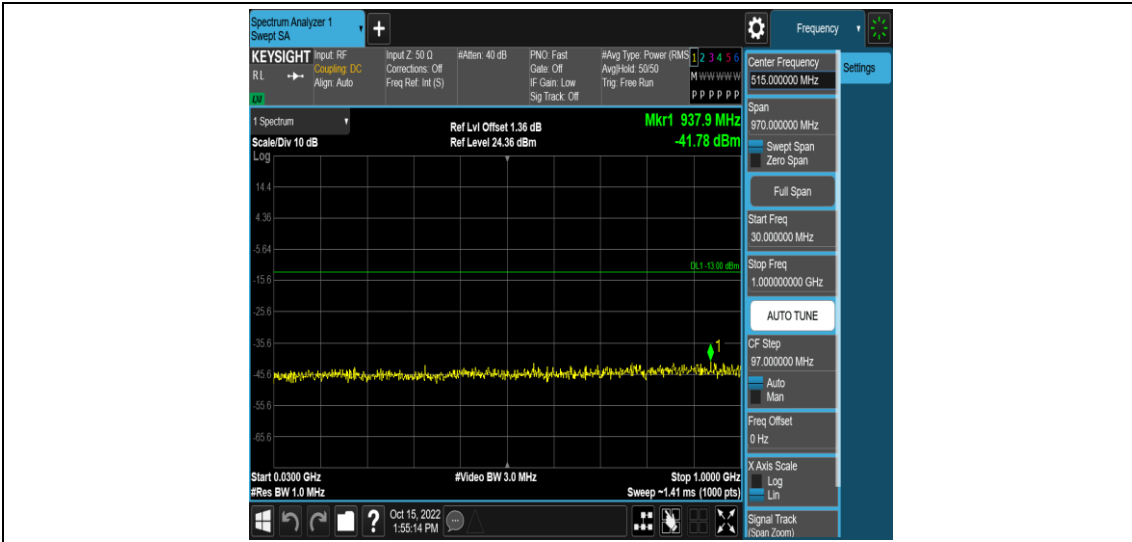 Spectrum Analyzer 1
Swept SA
Frequency
KEYSIGHT
RL
LNI
Input: RF
Coupling: DC
Align: Auto
Input Z: 50 Ω
Corrections: Off
Freq Ref: Int (S)
#Atten: 40 dB
PNO: Fast
Gate: Off
IF Gain: Low
Sig Track: Off
#Avg Type: Power (RMS
Avg|Hold: 50/50
Trig: Free Run
1 2 3 4 5 6
M W W W W W
P P P P P P
Center Frequency
515.000000 MHz
Settings
1 Spectrum
Scale/Div 10 dB
Log
Ref Lvl Offset 1.36 dB
Ref Level 24.36 dBm
Mkr1 937.9 MHz
-41.78 dBm
14.4
4.36
-5.64
DL1 -13.00 dBm
-15.6
-25.6
-35.6
1
-45.6
-55.6
-65.6
Start 0.0300 GHz
#Res BW 1.0 MHz
#Video BW 3.0 MHz
Stop 1.0000 GHz
Sweep ~1.41 ms (1000 pts)
Span
970.000000 MHz
Swept Span
Zero Span
Full Span
Start Freq
30.000000 MHz
Stop Freq
1.000000000 GHz
AUTO TUNE
CF Step
97.000000 MHz
Auto
Man
Freq Offset
0 Hz
X Axis Scale
Log
Lin
Signal Track
(Span Zoom)
?
Oct 15, 2022
1:55:14 PM